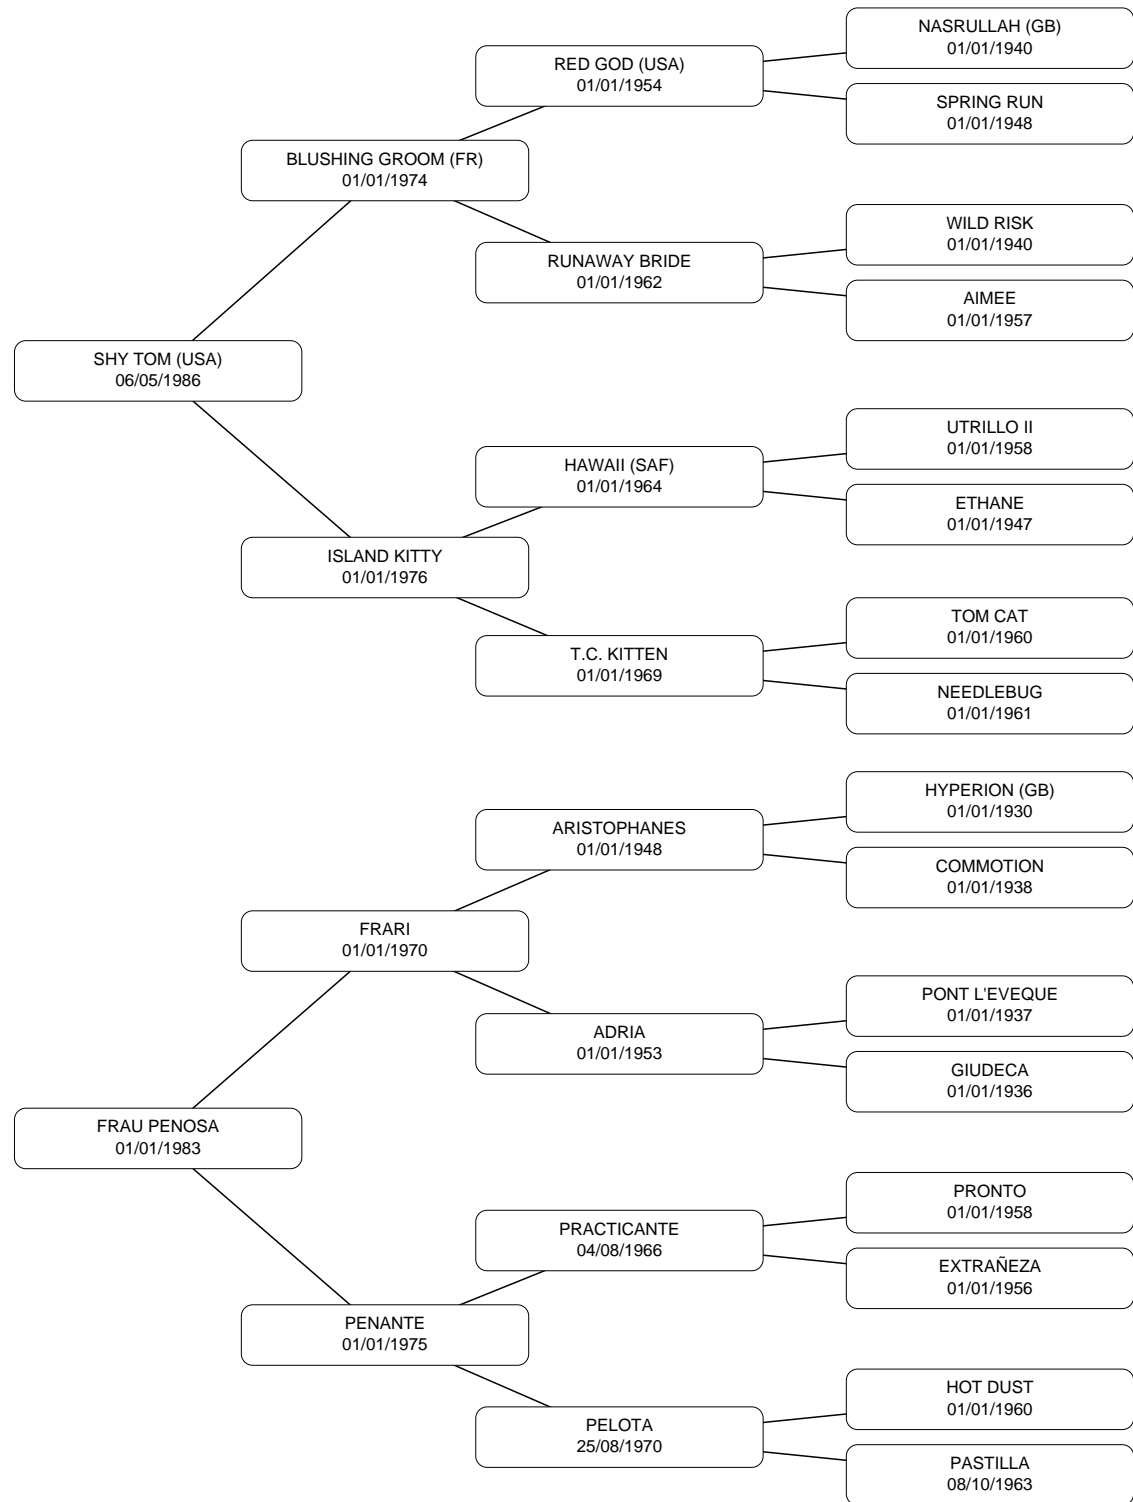 NASRULLAH (GB)
01/01/1940
RED GOD (USA)
01/01/1954
SPRING RUN
01/01/1948
BLUSHING GROOM (FR)
01/01/1974
WILD RISK
01/01/1940
RUNAWAY BRIDE
01/01/1962
AIMEE
01/01/1957
SHY TOM (USA)
06/05/1986
UTRILLO II
01/01/1958
HAWAII (SAF)
01/01/1964
ETHANE
01/01/1947
ISLAND KITTY
01/01/1976
TOM CAT
01/01/1960
T.C. KITTEN
01/01/1969
NEEDLEBUG
01/01/1961
HYPERION (GB)
01/01/1930
ARISTOPHANES
01/01/1948
COMMOTION
01/01/1938
FRARI
01/01/1970
PONT L'EVEQUE
01/01/1937
ADRIA
01/01/1953
GIUDECA
01/01/1936
FRAU PENOSA
01/01/1983
PRONTO
01/01/1958
PRACTICANTE
04/08/1966
EXTRAÑEZA
01/01/1956
PENANTE
01/01/1975
HOT DUST
01/01/1960
PELOTA
25/08/1970
PASTILLA
08/10/1963